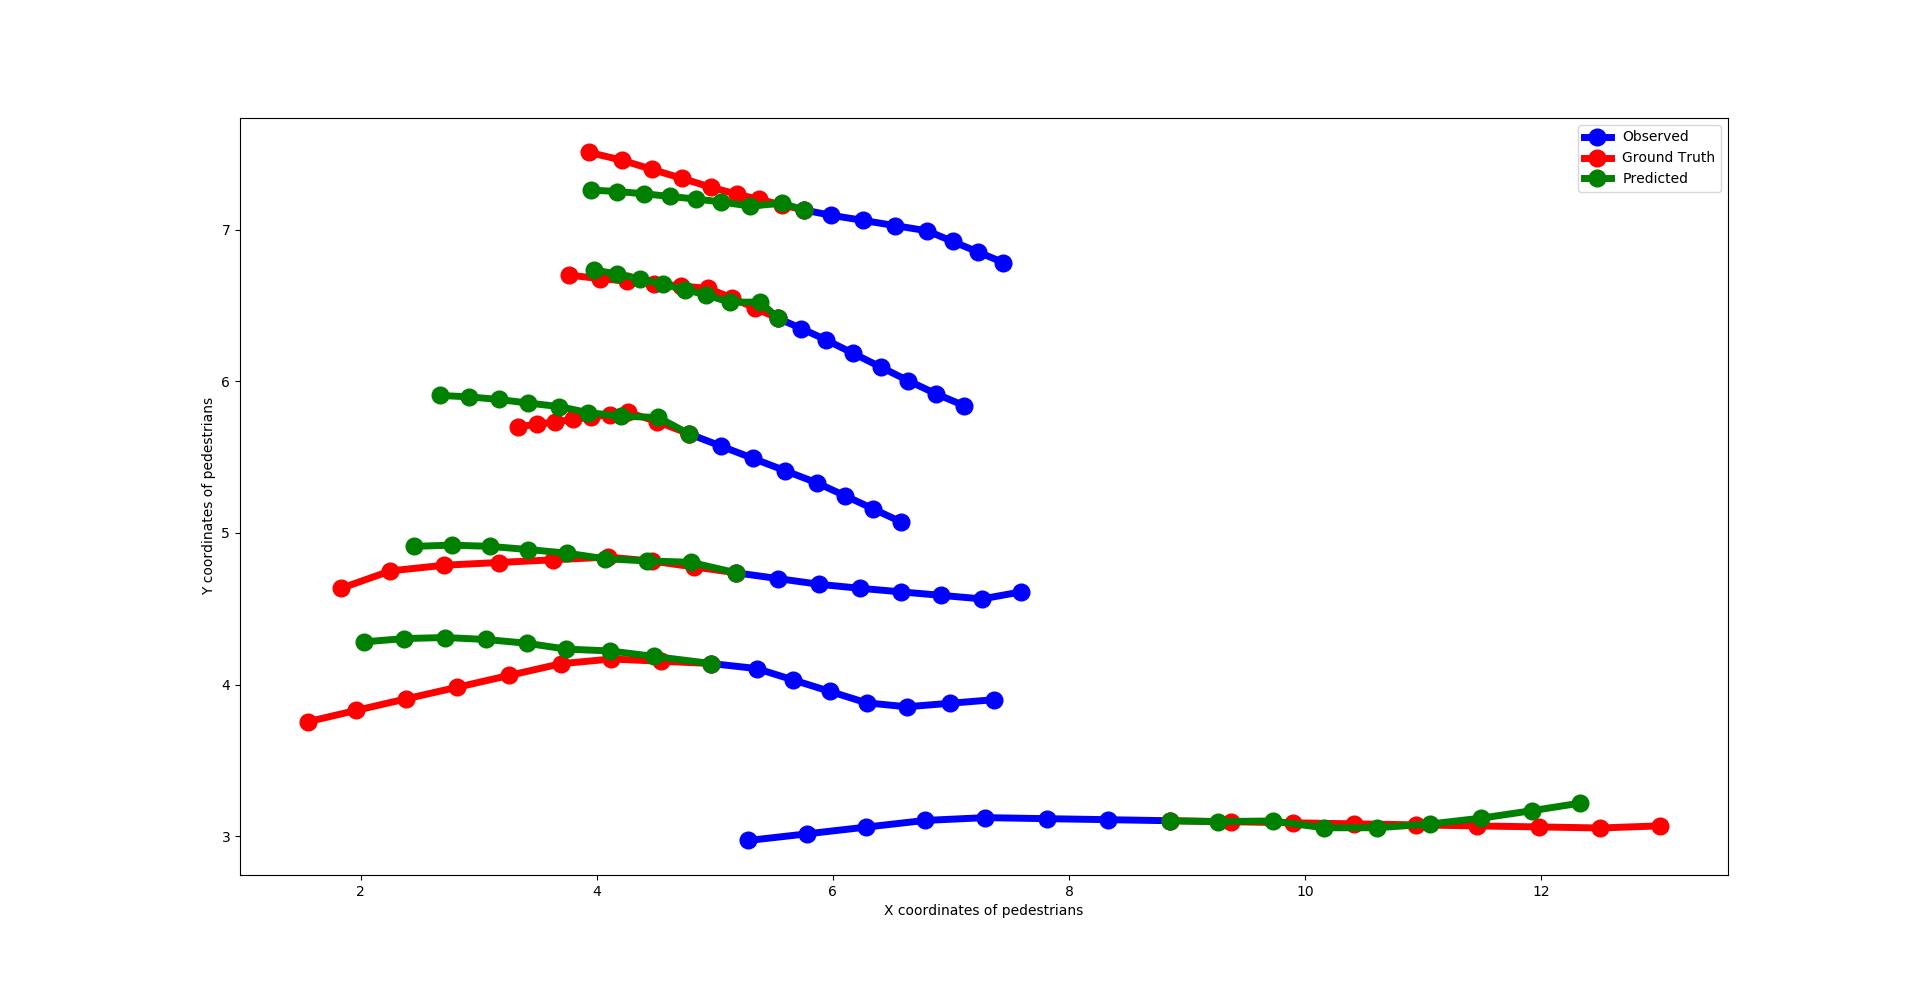 Observed
Ground Truth
Predicted
7
6
5
4
3
Y coordinates of pedestrians
2 4 6 8 10 12
X coordinates of pedestrians